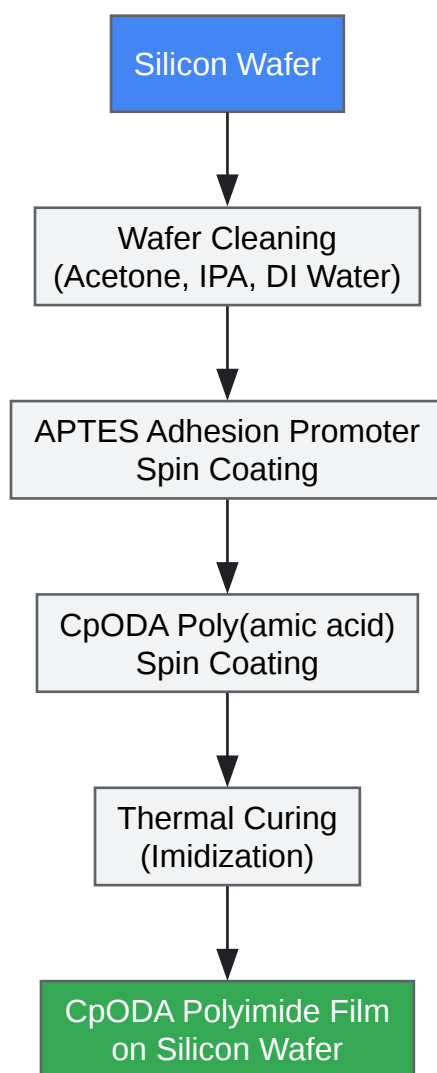 Silicon Wafer
Wafer Cleaning
(Acetone, IPA, DI Water)
APTES Adhesion Promoter
Spin Coating
CpODA Poly(amic acid)
Spin Coating
Thermal Curing
(Imidization)
CpODA Polyimide Film
on Silicon Wafer